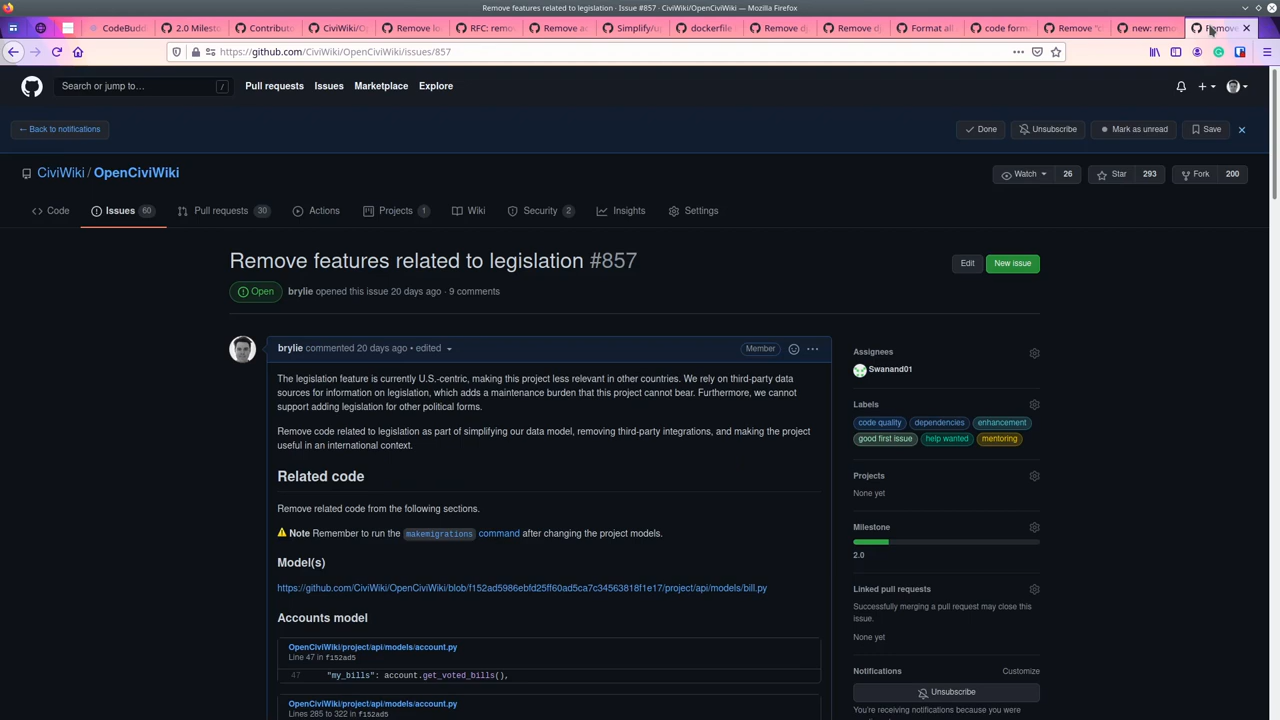 Remove features related to legislation · Issue #857 · CiviWiki/OpenCiviWiki — Mozilla Firefox
CodeBudd
2.0 Milest
Contributo
CiviWiki/O
Remove lo
RFC: remo
Remove a
Simplify/u
dockerfile
Remove d
Remove d
Format all
code form
Remove "c
new: remo
Remove
https://github.com/CiviWiki/OpenCiviWiki/issues/857
Search or jump to…
/
Pull requests
Issues
Marketplace
Explore
← Back to notifications
Done
Unsubscribe
Mark as unread
Save
CiviWiki / OpenCiviWiki
Watch 26
Star 293
Fork 200
Code
Issues 60
Pull requests 30
Actions
Projects 1
Wiki
Security 2
Insights
Settings
Remove features related to legislation #857
Edit
New issue
Open
brylie opened this issue 20 days ago · 9 comments
brylie commented 20 days ago • edited
Member
The legislation feature is currently U.S.-centric, making this project less relevant in other countries. We rely on third-party data
sources for information on legislation, which adds a maintenance burden that this project cannot bear. Furthermore, we cannot
support adding legislation for other political forms.
Remove code related to legislation as part of simplifying our data model, removing third-party integrations, and making the project
useful in an international context.
Related code
Remove related code from the following sections.
Note Remember to run the makemigrations command after changing the project models.
Model(s)
https://github.com/CiviWiki/OpenCiviWiki/blob/f152ad5986ebfd25ff60ad5ca7c34563818f1e17/project/api/models/bill.py
Accounts model
OpenCiviWiki/project/api/models/account.py
Line 47 in f152ad5
47 "my_bills": account.get_voted_bills(),
OpenCiviWiki/project/api/models/account.py
Lines 285 to 322 in f152ad5
Assignees
Swanand01
Labels
code quality
dependencies
enhancement
good first issue
help wanted
mentoring
Projects
None yet
Milestone
2.0
Linked pull requests
Successfully merging a pull request may close this
issue.
None yet
Notifications
Customize
Unsubscribe
You're receiving notifications because you were